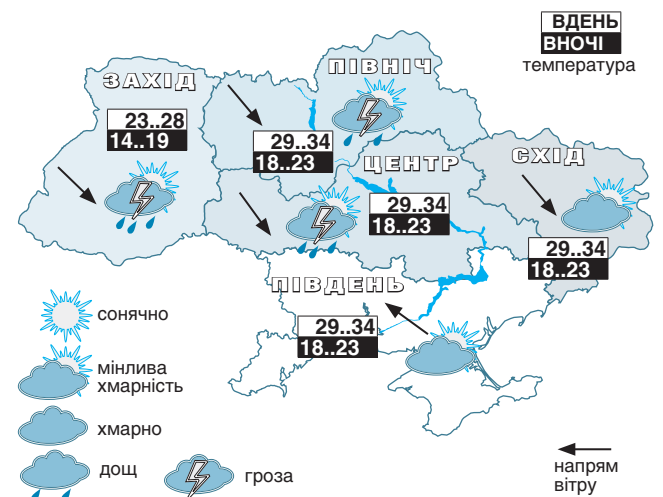 ВДЕНЬ
ВНОЧІ
температура
ПІВНІЧ
ЗАХІД
23..28
14..19
29..34
18..23
ЦЕНТР
СХІД
29..34
18..23
29..34
18..23
ПІВДЕНЬ
29..34
18..23
сонячно
мінлива
хмарність
хмарно
дощ
гроза
напрям
вітру